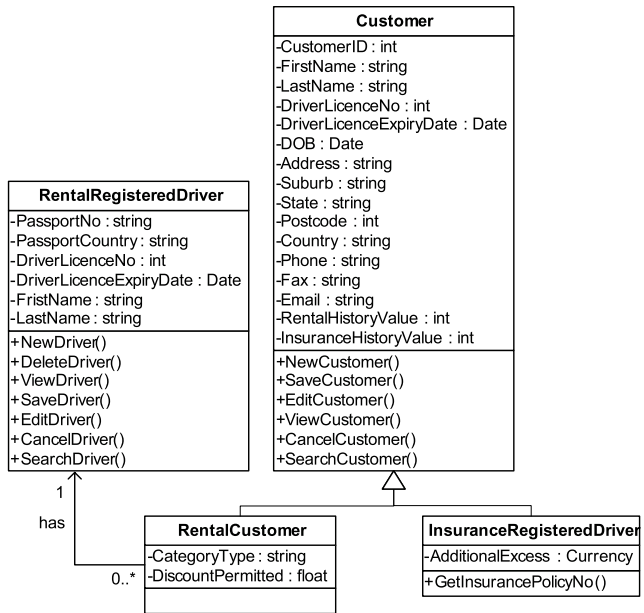 Customer
-CustomerID : int
-FirstName : string
-LastName : string
-DriverLicenceNo : int
-DriverLicenceExpiryDate : Date
-DOB : Date
-Address : string
-Suburb : string
-State : string
-Postcode : int
-Country : string
-Phone : string
-Fax : string
-Email : string
-RentalHistoryValue : int
-InsuranceHistoryValue : int
+NewCustomer()
+SaveCustomer()
+EditCustomer()
+ViewCustomer()
+CancelCustomer()
+SearchCustomer()
RentalRegisteredDriver
-PassportNo : string
-PassportCountry : string
-DriverLicenceNo : int
-DriverLicenceExpiryDate : Date
-FristName : string
-LastName : string
+NewDriver()
+DeleteDriver()
+ViewDriver()
+SaveDriver()
+EditDriver()
+CancelDriver()
+SearchDriver()
1
has
0..*
RentalCustomer
-CategoryType : string
-DiscountPermitted : float
InsuranceRegisteredDriver
-AdditionalExcess : Currency
+GetInsurancePolicyNo()